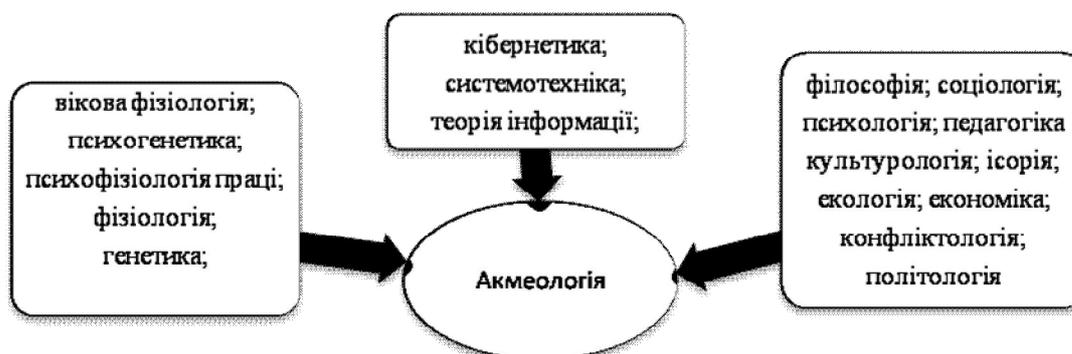 кібернетика;
системотехніка;
теорія інформації;
вікова фізіологія;
психогенетика;
психофізіологія праці;
фізіологія;
генетика;
філософія; соціологія;
психологія; педагогіка
культурологія; ісорія;
екологія; економіка;
конфліктологія;
політологія
Акмеологія